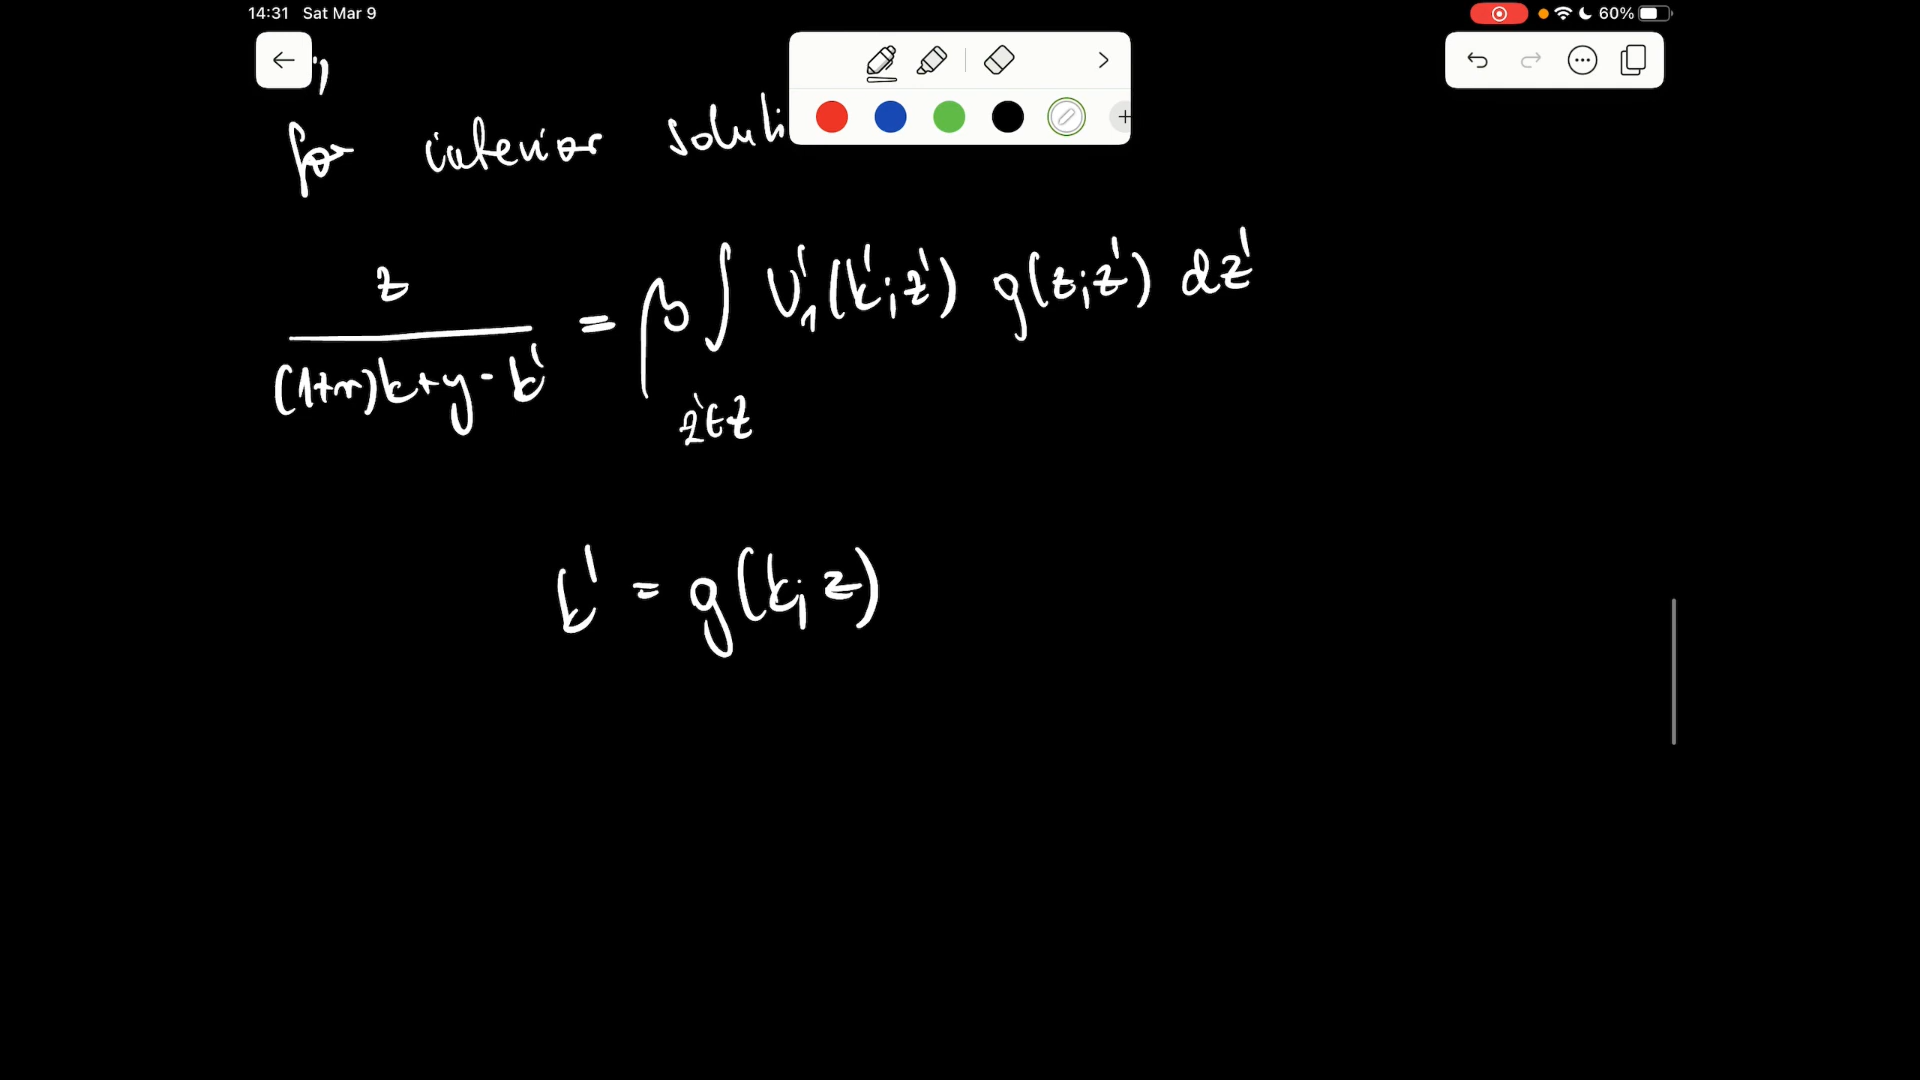 14:31 Sat Mar 9 60%
for interior soluti
z
/ (1+r)k+y-k' = β ∫ V'₁(k';z') g(z;z') dz'
z'∈Z
k' = g(k; z)